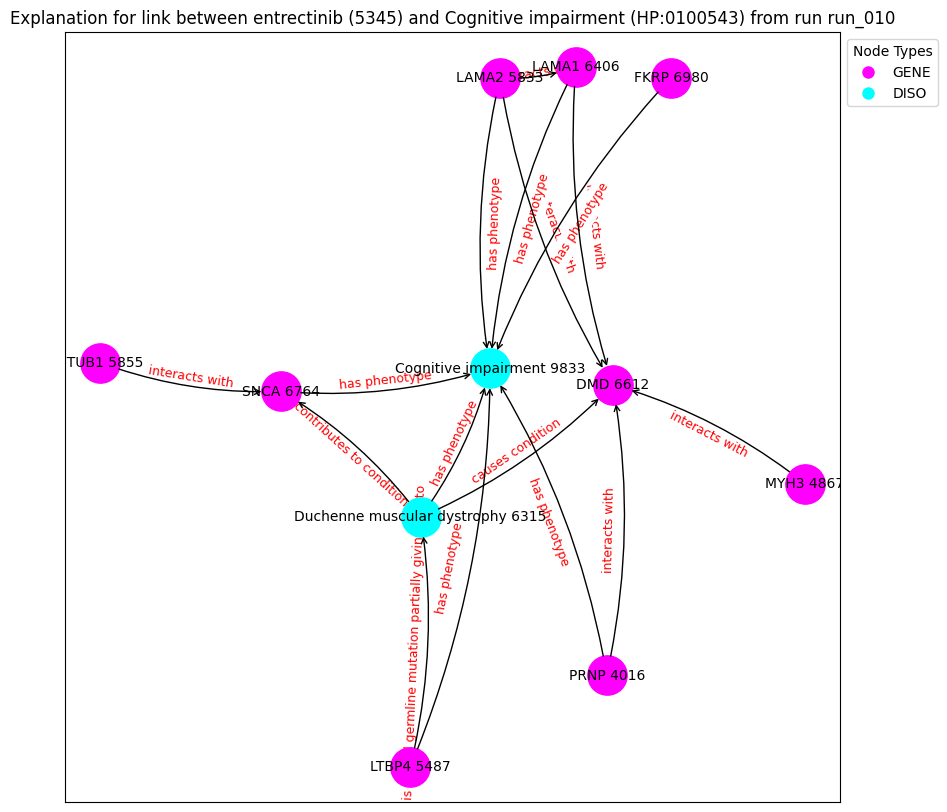 Explanation for link between entrectinib (5345) and Cognitive impairment (HP:0100543) from run run_010
Node Types
GENE
DISO
LAMA2 5833
LAMA1 6406
FKRP 6980
has phenotype
has phenotype
has phenotype
cts with
TUB1 5855
interacts with
SNCA 6764
has phenotype
Cognitive impairment 9833
DMD 6612
contributes to condition
has phenotype
causes condition
interacts with
MYH3 4867
Duchenne muscular dystrophy 6315
is
germline mutation partially giving
to
has phenotype
has phenotype
interacts with
PRNP 4016
LTBP4 5487